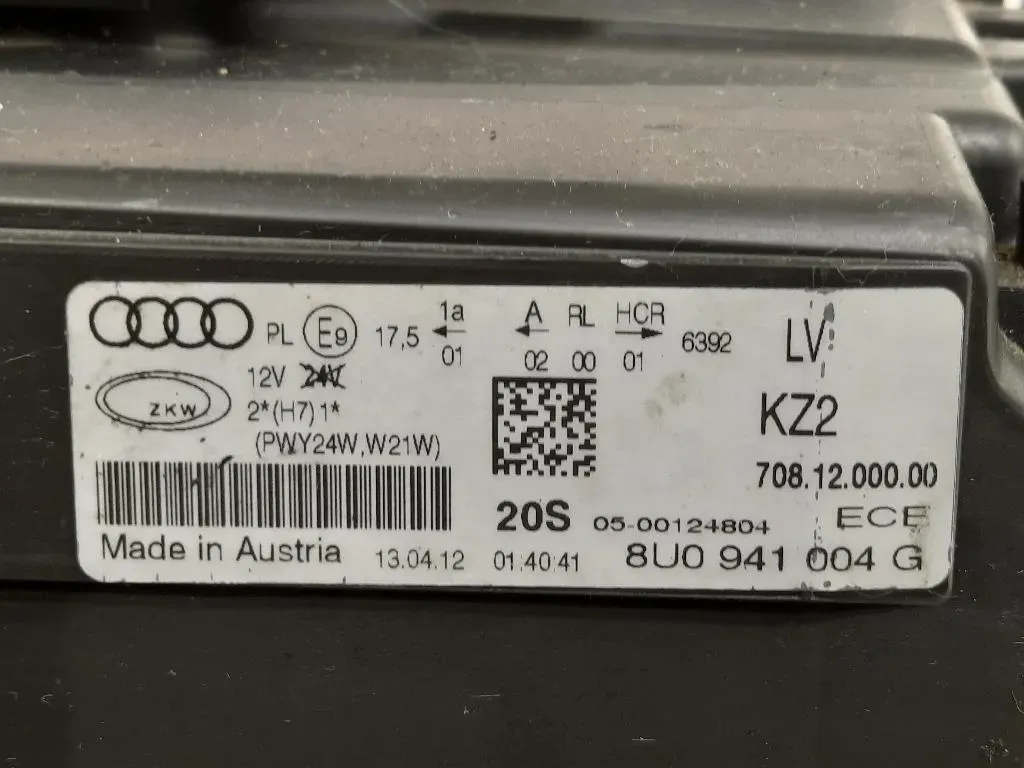 PL E9 17,5 1a A RL HCR 6392 LV
01 02 00 01
ZKW 12V 24V KZ2
2*(H7) 1*
(PWY24W,W21W)
708.12.000.00
20S 05-00124804 ECE
Made in Austria 13.04.12 01:40:41 8U0 941 004 G